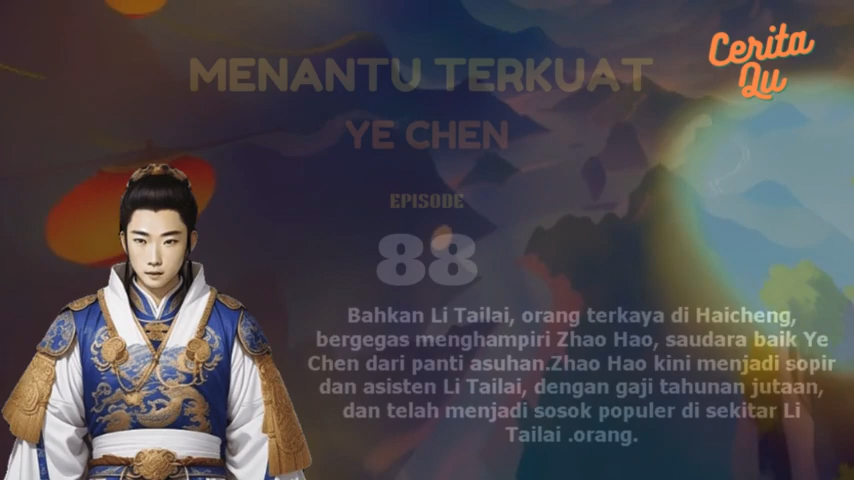 Cerita
Qu
MENANTU TERKUAT
YE CHEN
EPISODE
88
Bahkan Li Tailai, orang terkaya di Haicheng,
bergegas menghampiri Zhao Hao, saudara baik Ye
Chen dari panti asuhan.Zhao Hao kini menjadi sopir
dan asisten Li Tailai, dengan gaji tahunan jutaan,
dan telah menjadi sosok populer di sekitar Li
Tailai .orang.